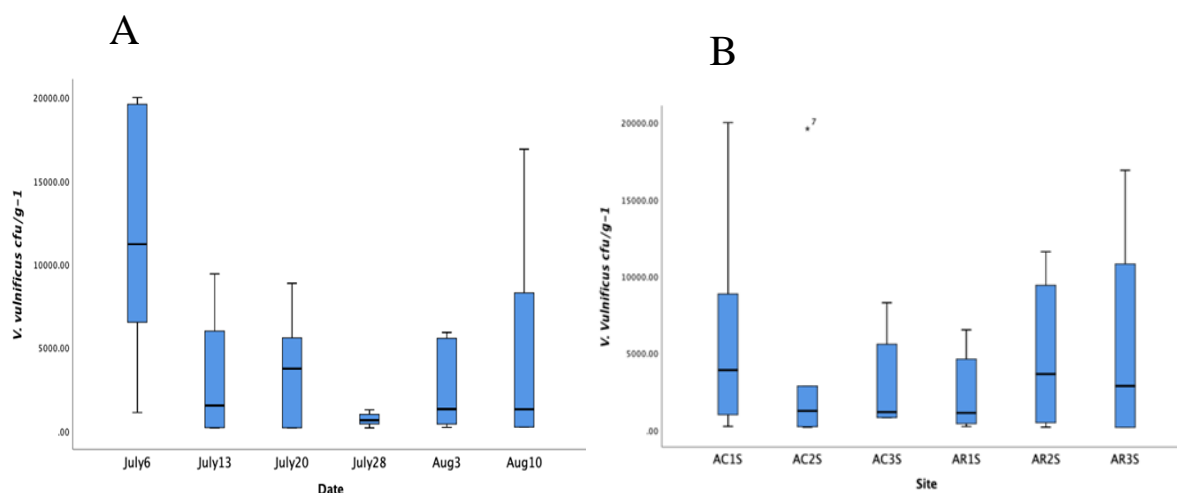 A
V. vulnificus cfu/g-1
20000.00
15000.00
10000.00
5000.00
.00
July6 July13 July20 July28 Aug3 Aug10
Date
B
V. Vulnificus cfu/g-1
20000.00
15000.00
10000.00
5000.00
.00
*7
AC1S AC2S AC3S AR1S AR2S AR3S
Site